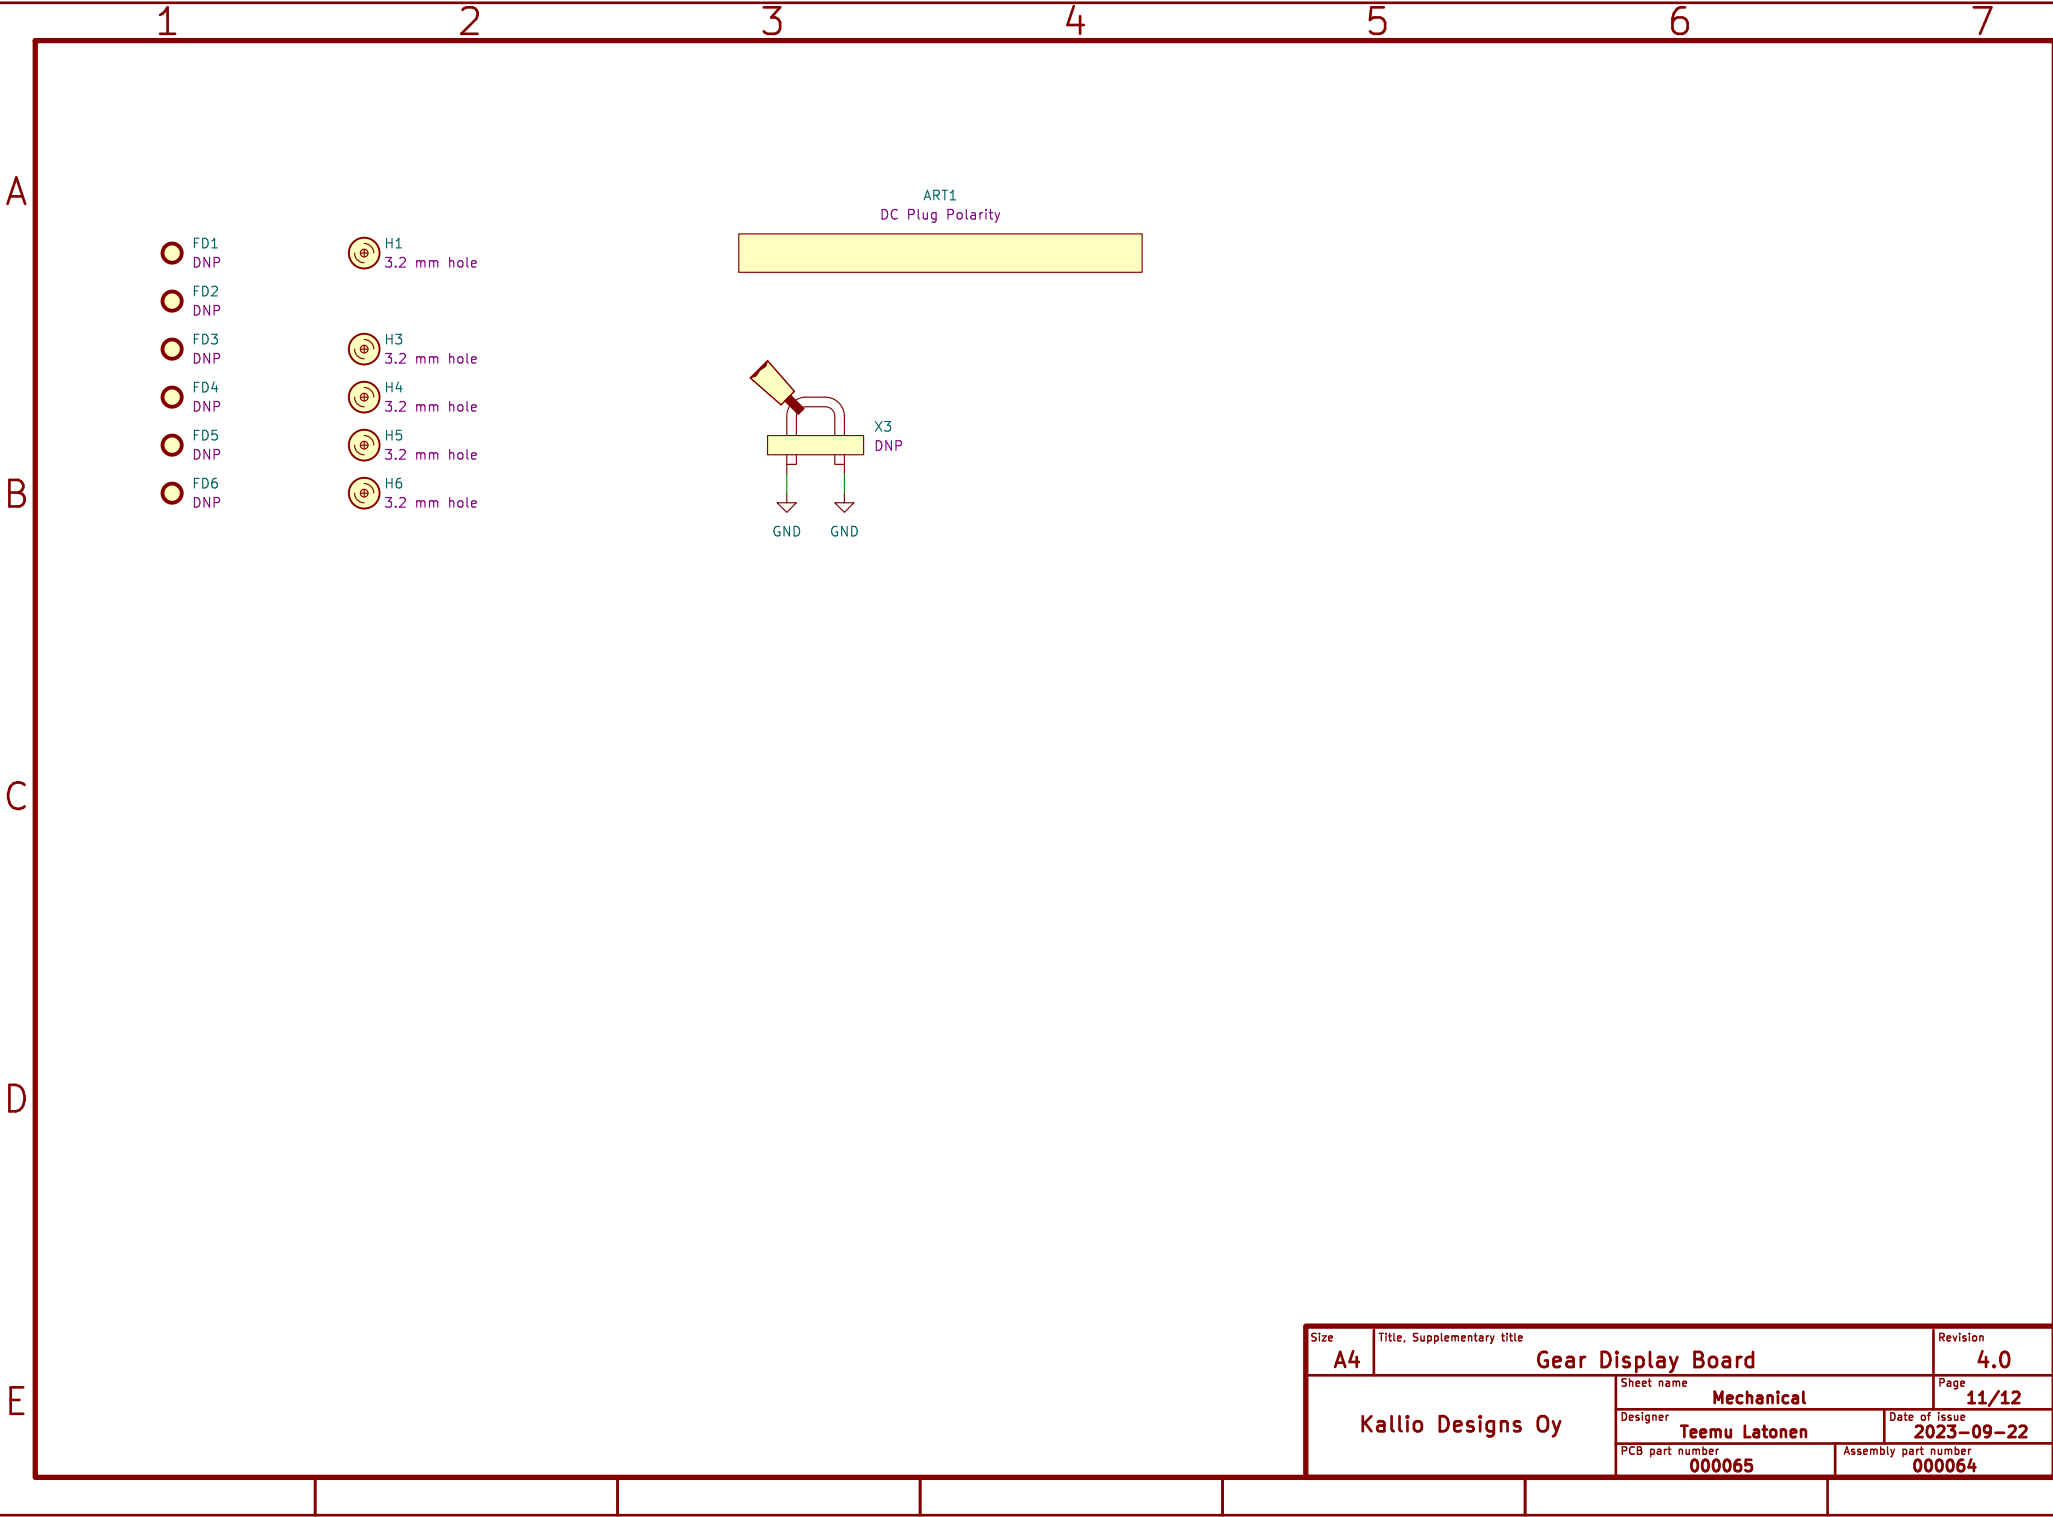 1 2 3 4 5 6 7
A
ART1
DC Plug Polarity
FD1 H1
DNP 3.2 mm hole
FD2
DNP
FD3 H3
DNP 3.2 mm hole
FD4 H4
DNP 3.2 mm hole
X3
FD5 H5
DNP 3.2 mm hole DNP
B
FD6 H6
DNP 3.2 mm hole
GND GND
C
D
E
Size Title, Supplementary title Revision
A4 Gear Display Board 4.0
Sheet name Page
Mechanical 11/12
Kallio Designs Oy
Designer Date of issue
Teemu Latonen 2023-09-22
PCB part number Assembly part number
000065 000064